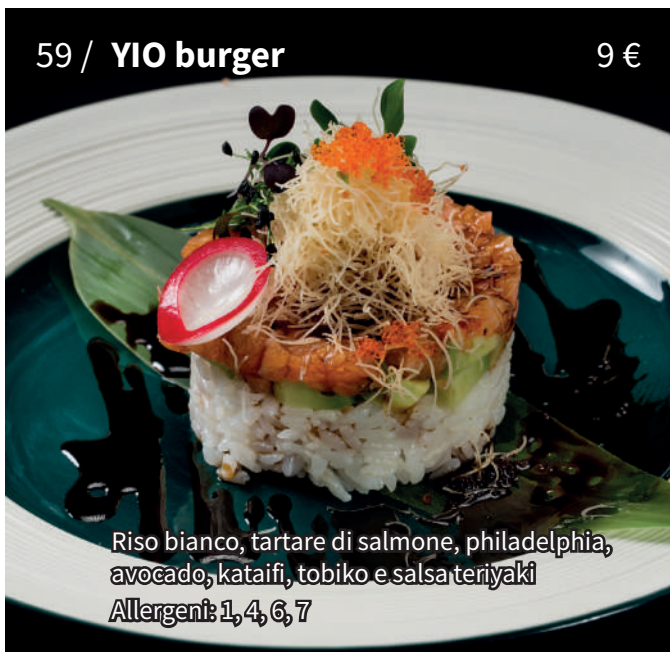 59 / YIO burger 9 €
Riso bianco, tartare di salmone, philadelphia,
avocado, kataifi, tobiko e salsa teriyaki
Allergeni: 1, 4, 6, 7